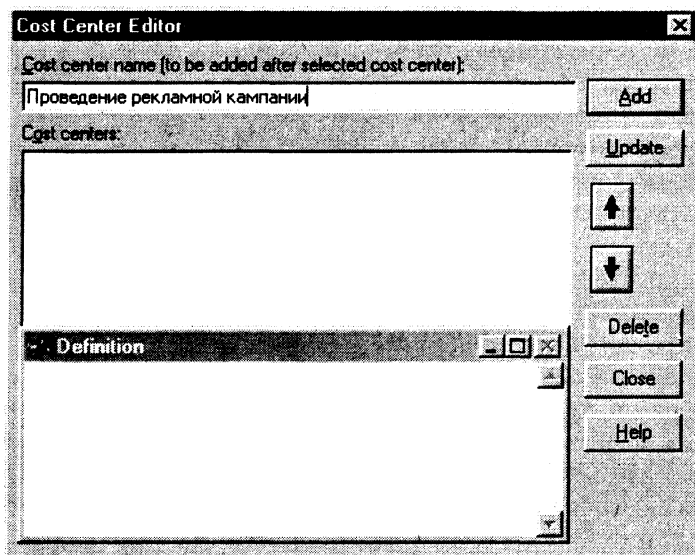 Cost Center Editor
Cost center name (to be added after selected cost center):
Проведение рекламной кампании
Add
Cost centers:
Update
Definition
Delete
Close
Help